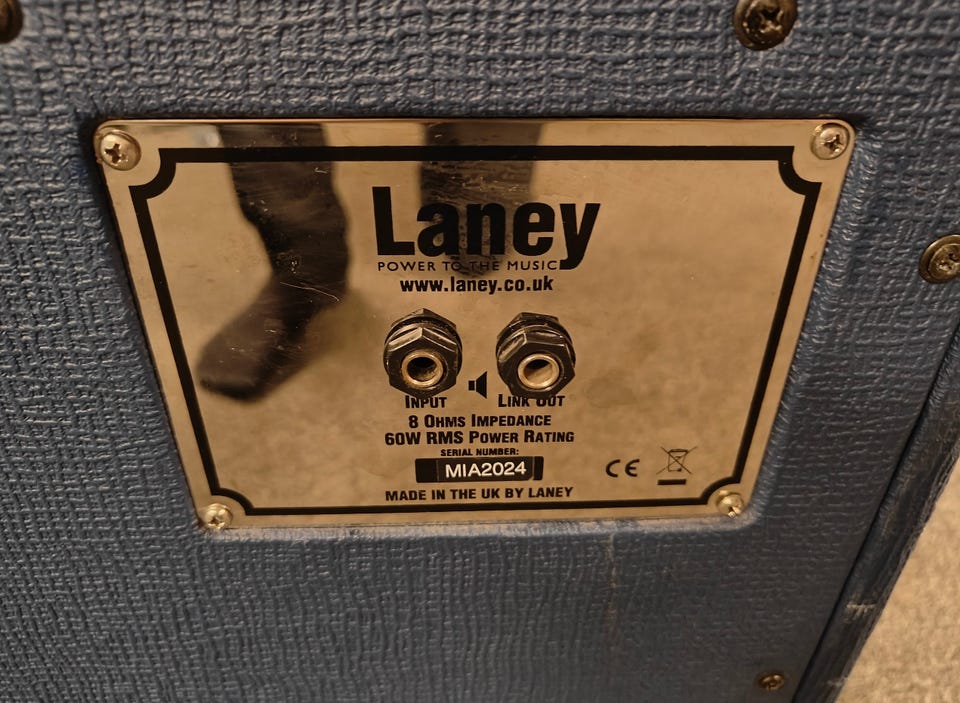 Laney
POWER TO THE MUSIC
www.laney.co.uk
INPUT LINK OUT
8 OHMS IMPEDANCE
60W RMS POWER RATING
SERIAL NUMBER:
MIA2024
CE
MADE IN THE UK BY LANEY